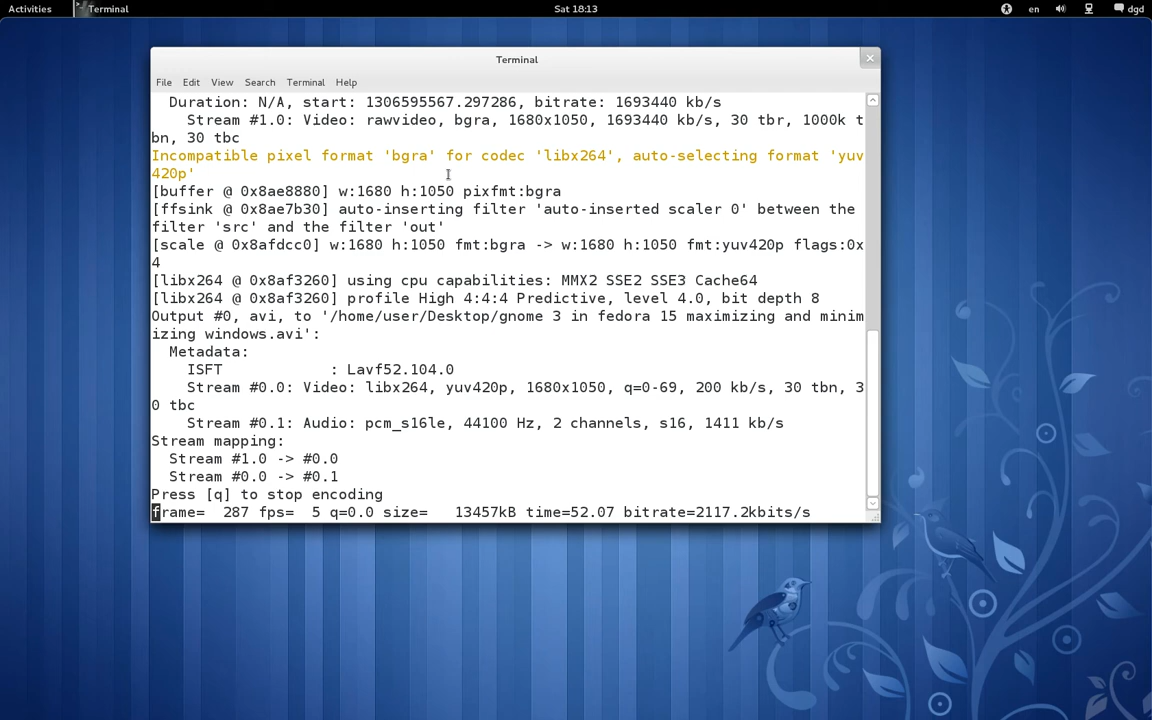 Activities
Terminal
Sat 18:13
en
dgd
Terminal
File Edit View Search Terminal Help
Duration: N/A, start: 1306595567.297286, bitrate: 1693440 kb/s
Stream #1.0: Video: rawvideo, bgra, 1680x1050, 1693440 kb/s, 30 tbr, 1000k t
bn, 30 tbc
Incompatible pixel format 'bgra' for codec 'libx264', auto-selecting format 'yuv
420p'
[buffer @ 0x8ae8880] w:1680 h:1050 pixfmt:bgra
[ffsink @ 0x8ae7b30] auto-inserting filter 'auto-inserted scaler 0' between the
filter 'src' and the filter 'out'
[scale @ 0x8afdcc0] w:1680 h:1050 fmt:bgra -> w:1680 h:1050 fmt:yuv420p flags:0x
4
[libx264 @ 0x8af3260] using cpu capabilities: MMX2 SSE2 SSE3 Cache64
[libx264 @ 0x8af3260] profile High 4:4:4 Predictive, level 4.0, bit depth 8
Output #0, avi, to '/home/user/Desktop/gnome 3 in fedora 15 maximizing and minim
izing windows.avi':
Metadata:
ISFT : Lavf52.104.0
Stream #0.0: Video: libx264, yuv420p, 1680x1050, q=0-69, 200 kb/s, 30 tbn, 3
0 tbc
Stream #0.1: Audio: pcm_s16le, 44100 Hz, 2 channels, s16, 1411 kb/s
Stream mapping:
Stream #1.0 -> #0.0
Stream #0.0 -> #0.1
Press [q] to stop encoding
frame= 287 fps= 5 q=0.0 size= 13457kB time=52.07 bitrate=2117.2kbits/s